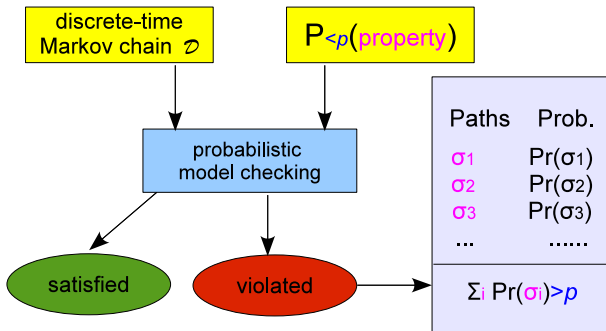 discrete-time
Markov chain 𝒟
P<p(property)
probabilistic
model checking
satisfied
violated
Paths Prob.
σ1 Pr(σ1)
σ2 Pr(σ2)
σ3 Pr(σ3)
... ......
Σi Pr(σi)>p